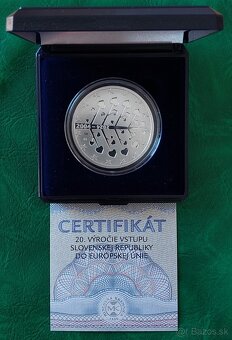 CERTIFIKÁT
20. VÝROČIE VSTUPU
SLOVENSKEJ REPUBLIKY
DO EURÓPSKEJ ÚNIE
Bazos.sk